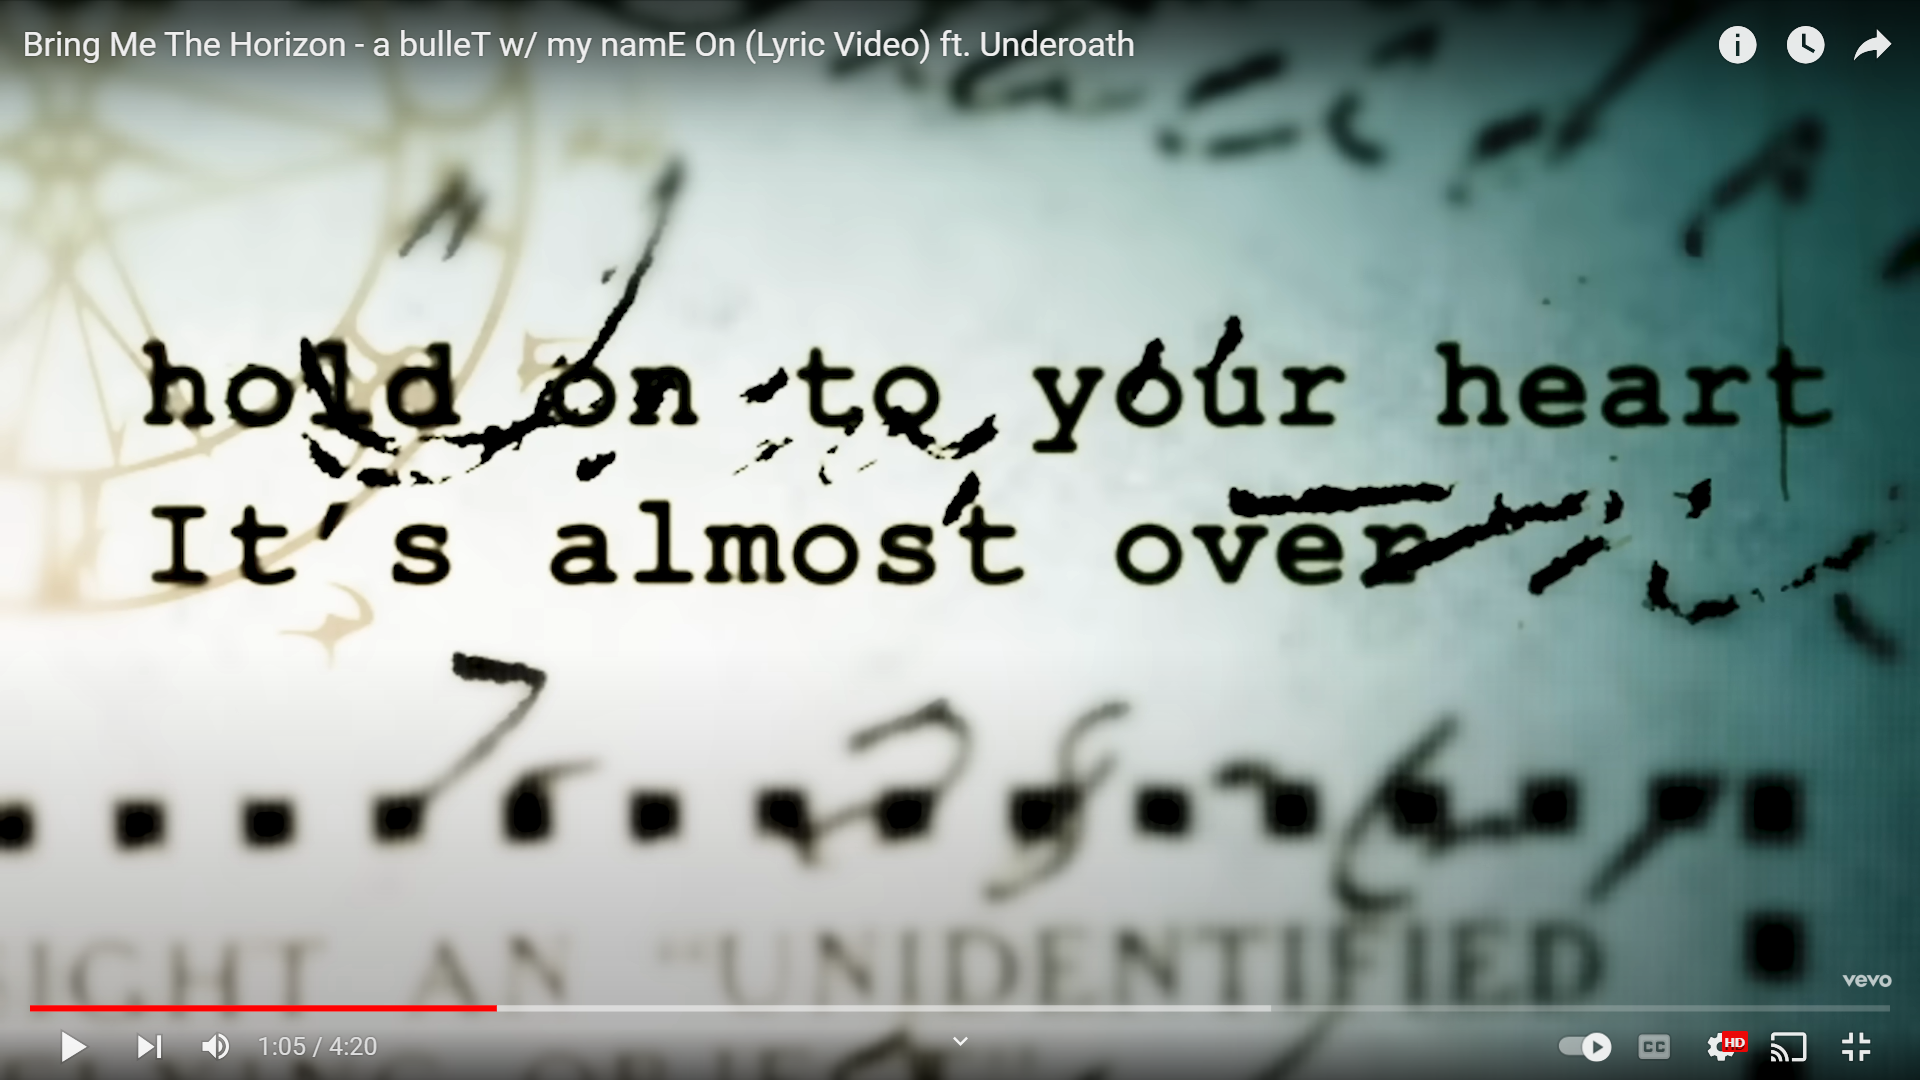 Bring Me The Horizon - a bulleT w/ my namE On (Lyric Video) ft. Underoath
hold on to your heart
It's almost over
IGHT AN "UNIDENTIFIED
vevo
1:05 / 4:20
CC
HD